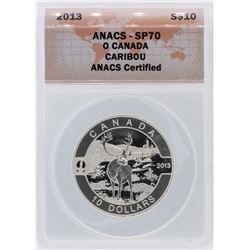 2013 S$10
ANACS - SP70
O CANADA
CARIBOU
ANACS Certified
CANADA
2013
10 DOLLARS